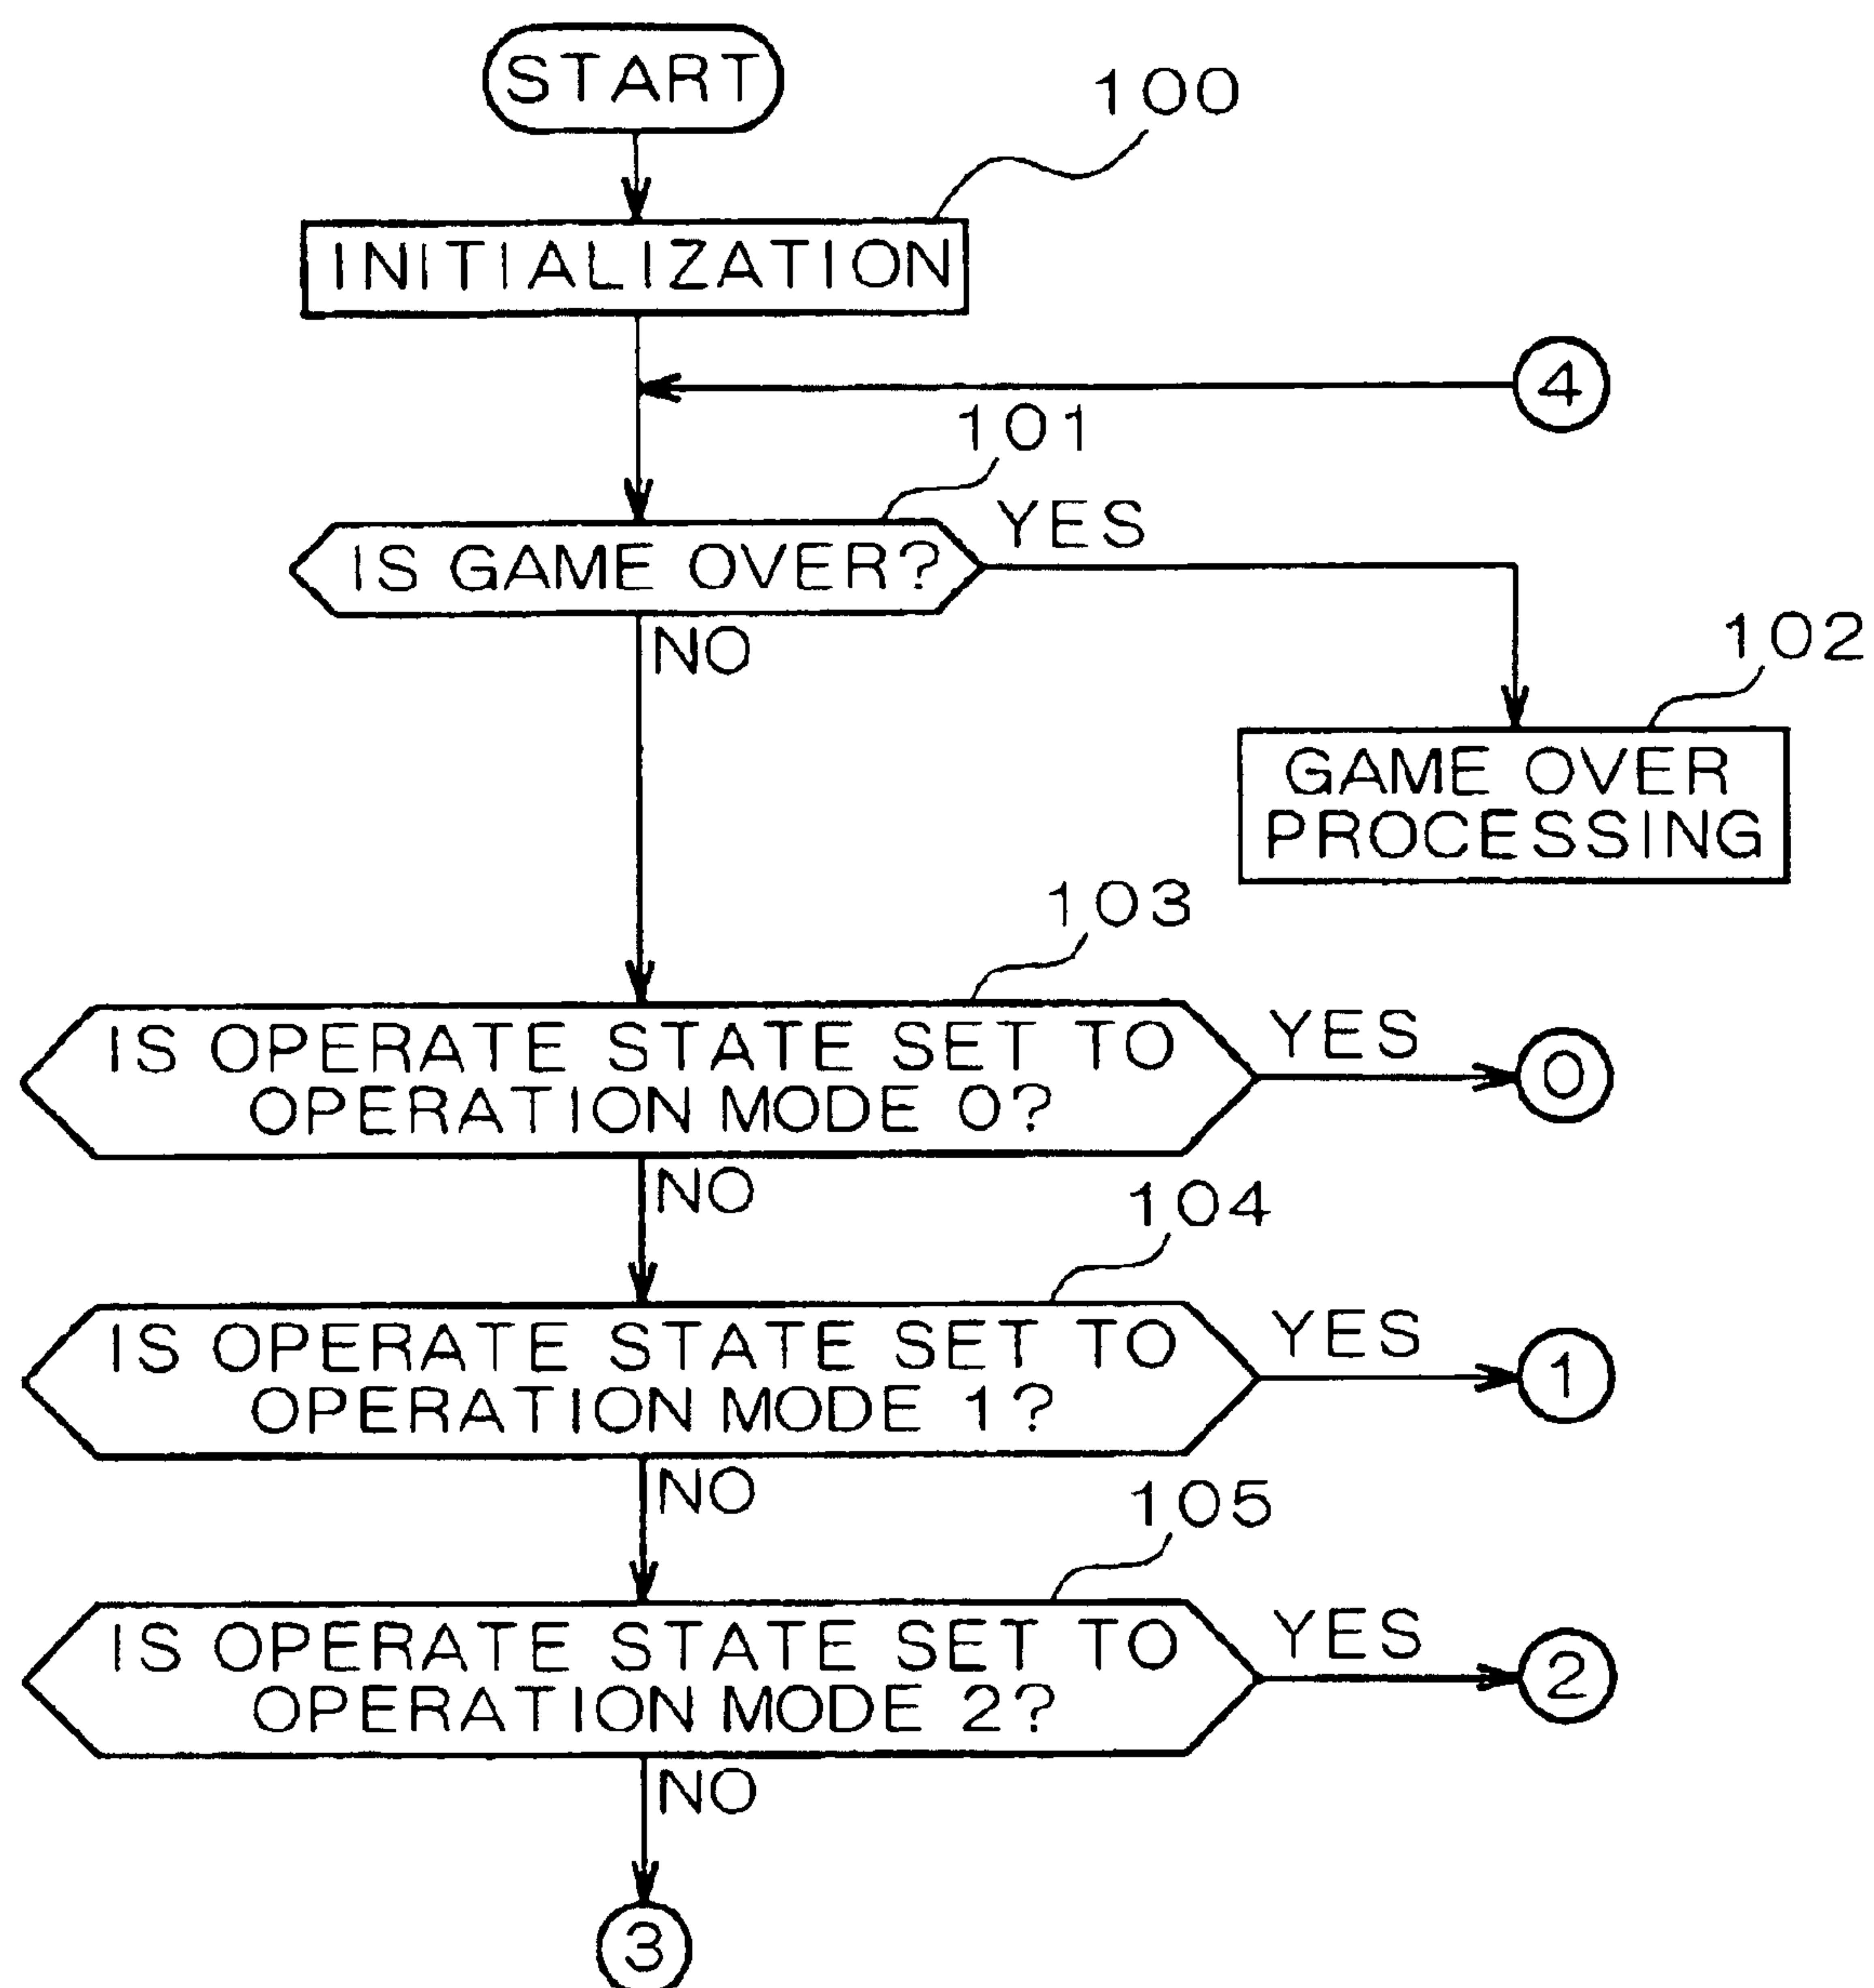 START
100
INITIALIZATION
4
101
IS GAME OVER?
YES
NO
102
GAME OVER
PROCESSING
103
IS OPERATE STATE SET TO
OPERATION MODE 0?
YES
0
NO
104
IS OPERATE STATE SET TO
OPERATION MODE 1?
YES
1
NO
105
IS OPERATE STATE SET TO
OPERATION MODE 2?
YES
2
NO
3